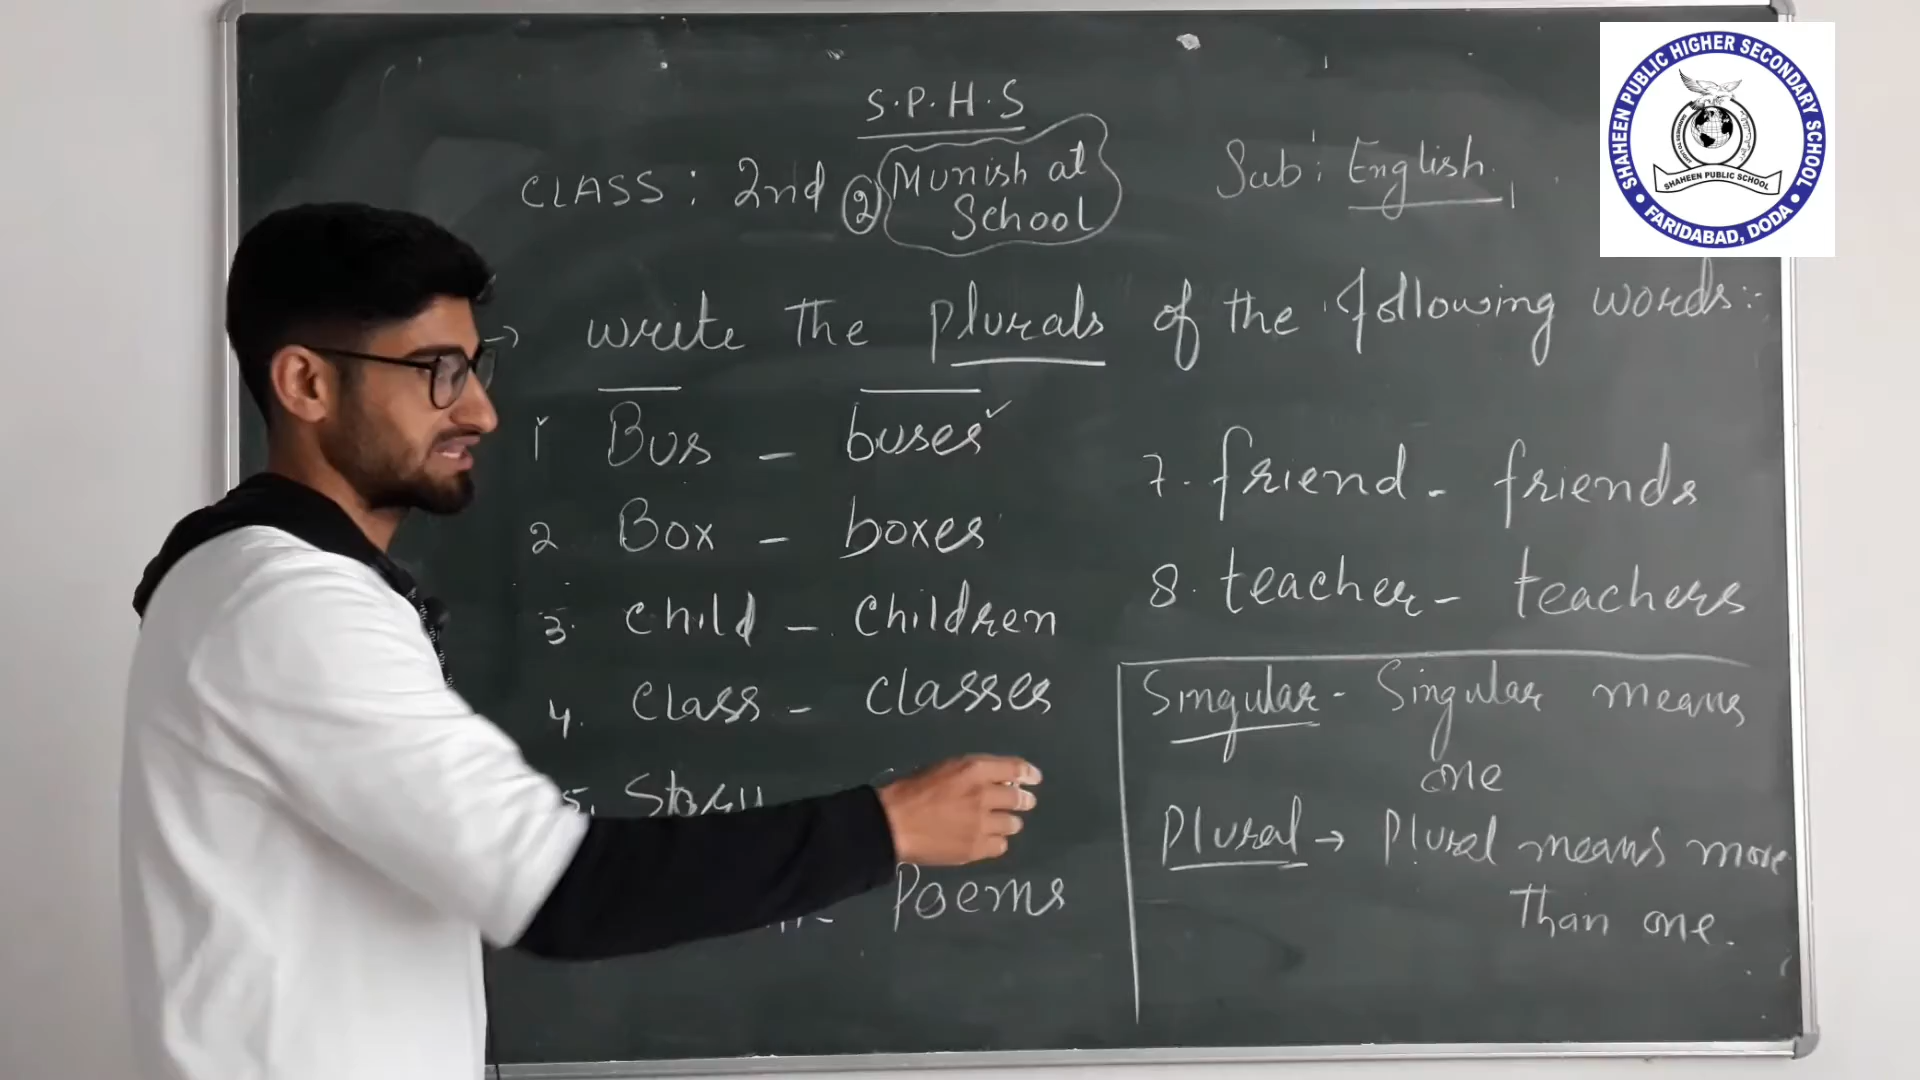 S.P.H.S
CLASS: 2nd ② Munish at School
Sub: English
→ write the plurals of the following words:-
1 Bus - buses ✓
2 Box - boxes
3. child - children
4. class - classes
5. Story -
Poems
7. friend - friends
8. teacher - teachers
Singular - Singular means
one
Plural → Plural means more
than one.
SHAHEEN PUBLIC HIGHER SECONDARY SCHOOL
SHAHEEN PUBLIC SCHOOL
• FARIDABAD, DODA •